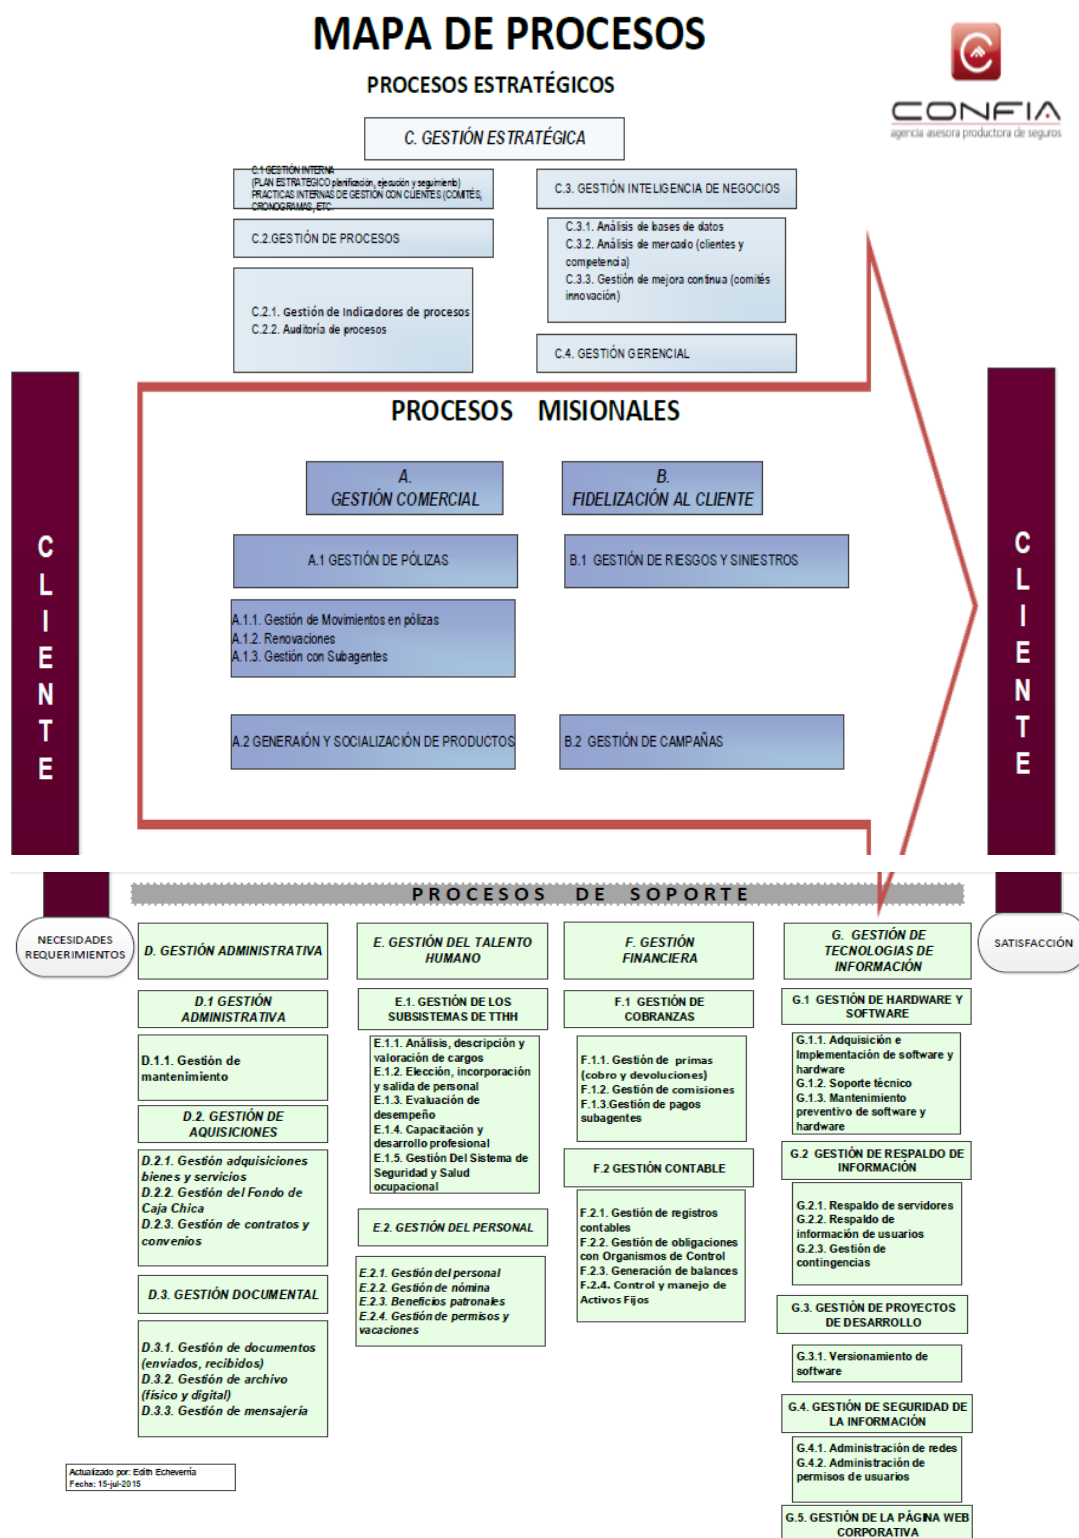 MAPA DE PROCESOS
PROCESOS ESTRATÉGICOS
CONFIA
agencia asesora productora de seguros
C. GESTIÓN ESTRATÉGICA
C.1 GESTIÓN INTERNA
(PLAN ESTRATEGICO planificación, ejecución y seguimiento)
PRACTICAS INTERNAS DE GESTIÓN CON CLIENTES (COMITÉS,
CRONOGRAMAS, ETC.
C.2.GESTIÓN DE PROCESOS
C.2.1. Gestión de Indicadores de procesos
C.2.2. Auditoría de procesos
C.3. GESTIÓN INTELIGENCIA DE NEGOCIOS
C.3.1. Análisis de bases de datos
C.3.2. Análisis de mercado (clientes y
competencia)
C.3.3. Gestión de mejora continua (comités
innovación)
C.4. GESTIÓN GERENCIAL
CLIENTE
PROCESOS MISIONALES
A.
GESTIÓN COMERCIAL
B.
FIDELIZACIÓN AL CLIENTE
A.1 GESTIÓN DE PÓLIZAS
B.1 GESTIÓN DE RIESGOS Y SINIESTROS
A.1.1. Gestión de Movimientos en pólizas
A.1.2. Renovaciones
A.1.3. Gestión con Subagentes
A.2 GENERAIÓN Y SOCIALIZACIÓN DE PRODUCTOS
B.2 GESTIÓN DE CAMPAÑAS
CLIENTE
PROCESOS DE SOPORTE
NECESIDADES
REQUERIMIENTOS
SATISFACCIÓN
D. GESTIÓN ADMINISTRATIVA
D.1 GESTIÓN
ADMINISTRATIVA
D.1.1. Gestión de
mantenimiento
D.2. GESTIÓN DE
AQUISICIONES
D.2.1. Gestión adquisiciones
bienes y servicios
D.2.2. Gestión del Fondo de
Caja Chica
D.2.3. Gestión de contratos y
convenios
D.3. GESTIÓN DOCUMENTAL
D.3.1. Gestión de documentos
(enviados, recibidos)
D.3.2. Gestión de archivo
(físico y digital)
D.3.3. Gestión de mensajería
E. GESTIÓN DEL TALENTO
HUMANO
E.1. GESTIÓN DE LOS
SUBSISTEMAS DE TTHH
E.1.1. Análisis, descripción y
valoración de cargos
E.1.2. Elección, incorporación
y salida de personal
E.1.3. Evaluación de
desempeño
E.1.4. Capacitación y
desarrollo profesional
E.1.5. Gestión Del Sistema de
Seguridad y Salud
ocupacional
E.2. GESTIÓN DEL PERSONAL
E.2.1. Gestión del personal
E.2.2. Gestión de nómina
E.2.3. Beneficios patronales
E.2.4. Gestión de permisos y
vacaciones
F. GESTIÓN
FINANCIERA
F.1 GESTIÓN DE
COBRANZAS
F.1.1. Gestión de primas
(cobro y devoluciones)
F.1.2. Gestión de comisiones
F.1.3.Gestión de pagos
subagentes
F.2 GESTIÓN CONTABLE
F.2.1. Gestión de registros
contables
F.2.2. Gestión de obligaciones
con Organismos de Control
F.2.3. Generación de balances
F.2.4. Control y manejo de
Activos Fijos
G. GESTIÓN DE
TECNOLOGIAS DE
INFORMACIÓN
G.1 GESTIÓN DE HARDWARE Y
SOFTWARE
G.1.1. Adquisición e
Implementación de software y
hardware
G.1.2. Soporte técnico
G.1.3. Mantenimiento
preventivo de software y
hardware
G.2 GESTIÓN DE RESPALDO DE
INFORMACIÓN
G.2.1. Respaldo de servidores
G.2.2. Respaldo de
información de usuarios
G.2.3. Gestión de
contingencias
G.3. GESTIÓN DE PROYECTOS
DE DESARROLLO
G.3.1. Versionamiento de
software
G.4. GESTIÓN DE SEGURIDAD DE
LA INFORMACIÓN
G.4.1. Administración de redes
G.4.2. Administración de
permisos de usuarios
G.5. GESTIÓN DE LA PÁGINA WEB
CORPORATIVA
Actualizado por: Edith Echeverría
Fecha: 15-jul-2015